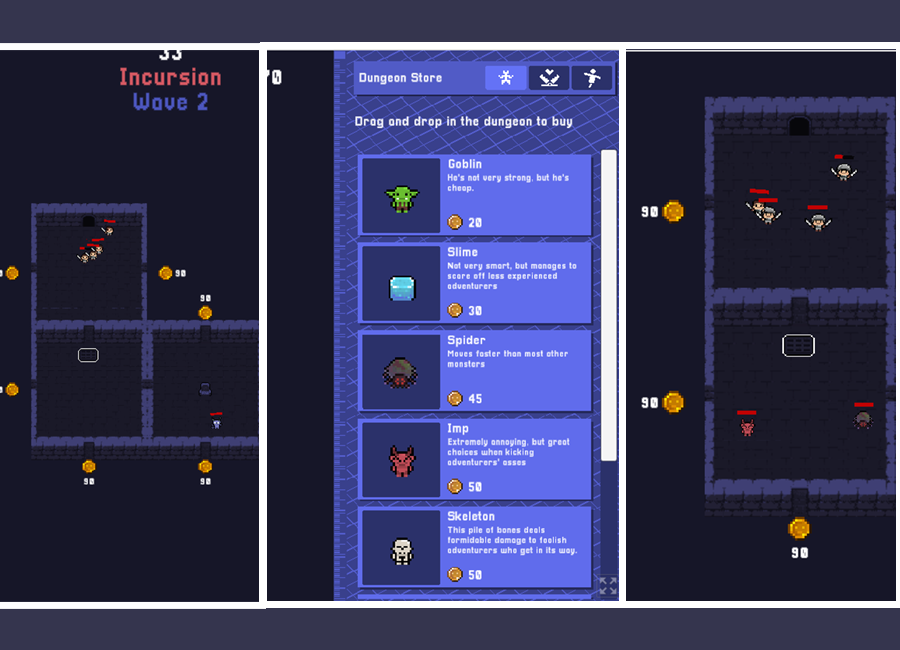 33
Incursion
Wave 2
90
90
90
90
Dungeon Store
Drag and drop in the dungeon to buy
Goblin
He's not very strong, but he's
cheap.
20
Slime
Not very smart, but manages to
score off less experienced
adventurers
30
Spider
Moves faster than most other
monsters
45
Imp
Extremely annoying, but great
choices when kicking
adventurers' asses
50
Skeleton
This pile of bones deals
formidable damage to foolish
adventurers who get in its way.
50
90
90
90